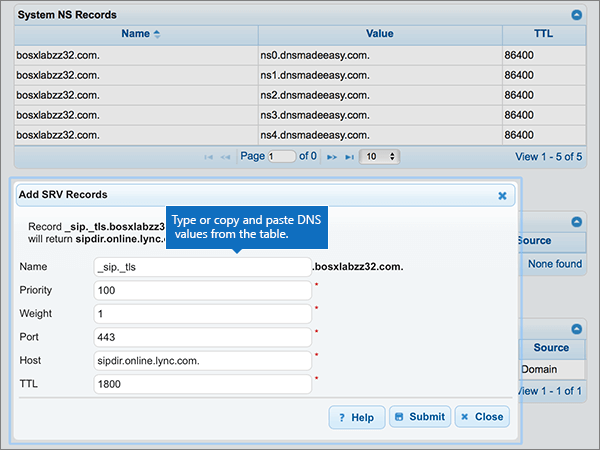 System NS Records
Name Value TTL
bosxlabzz32.com. ns0.dnsmadeeasy.com. 86400
bosxlabzz32.com. ns1.dnsmadeeasy.com. 86400
bosxlabzz32.com. ns2.dnsmadeeasy.com. 86400
bosxlabzz32.com. ns3.dnsmadeeasy.com. 86400
bosxlabzz32.com. ns4.dnsmadeeasy.com. 86400
Page 1 of 0 10 View 1 - 5 of 5
Add SRV Records
Type or copy and paste DNS
values from the table.
Record _sip._tls.bosxlabzz3
will return sipdir.online.lync.
Name _sip._tls .bosxlabzz32.com.
Priority 100 *
Weight 1 *
Port 443 *
Host sipdir.online.lync.com. *
TTL 1800 *
? Help Submit Close
Source
None found
Source
Domain
View 1 - 1 of 1